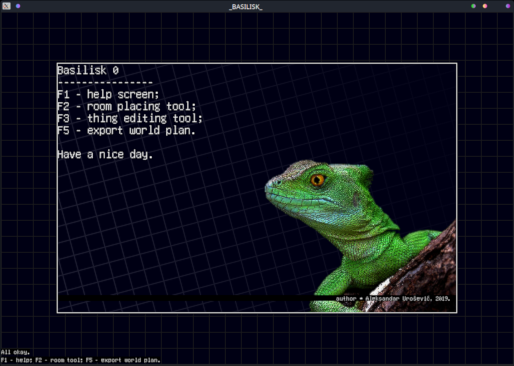 _BASILISK_
Basilisk 0
----------------
F1 - help screen;
F2 - room placing tool;
F3 - thing editing tool;
F5 - export world plan.
Have a nice day.
author • Aleksandar Urošević, 2019.
All okay.
F1 - help; F2 - room tool; F5 - export world plan.